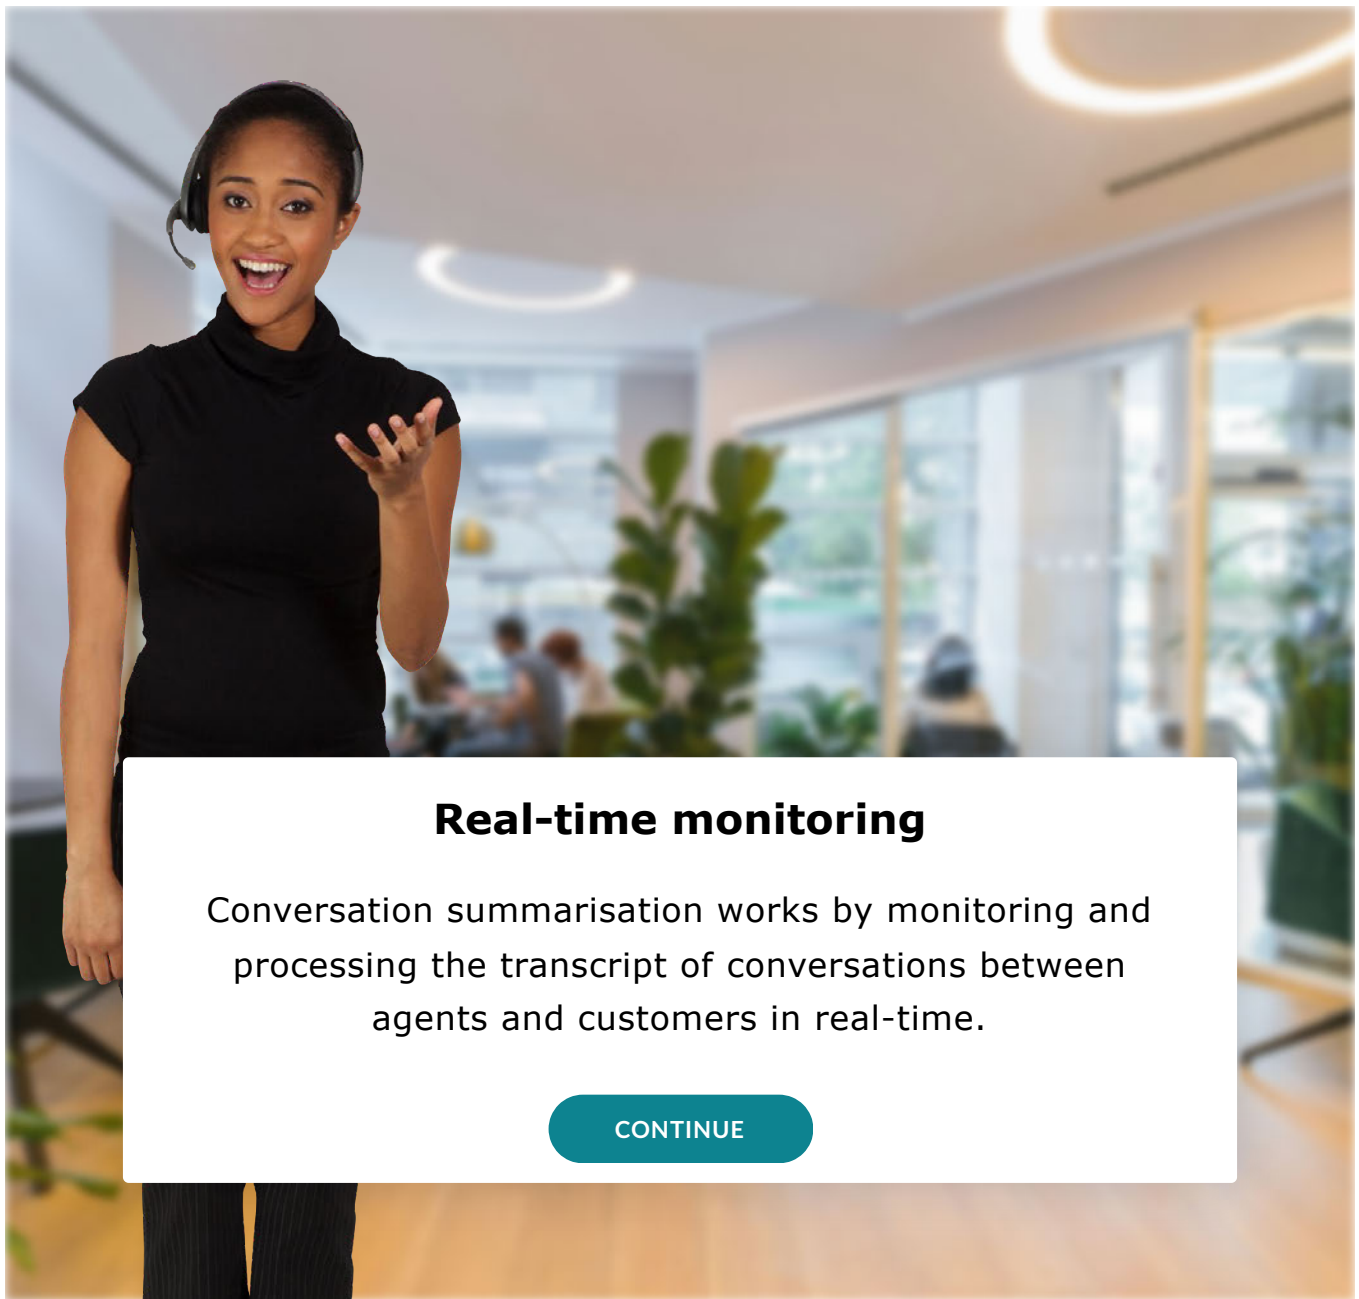 Real-time monitoring
Conversation summarisation works by monitoring and
processing the transcript of conversations between
agents and customers in real-time.
CONTINUE